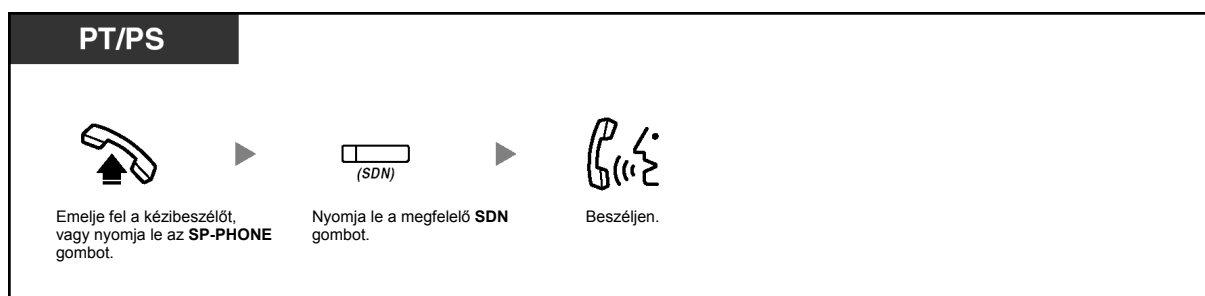 PT/PS
(SDN)
Emelje fel a kézibeszélőt,
vagy nyomja le az SP-PHONE
gombot.
Nyomja le a megfelelő SDN
gombot.
Beszéljen.